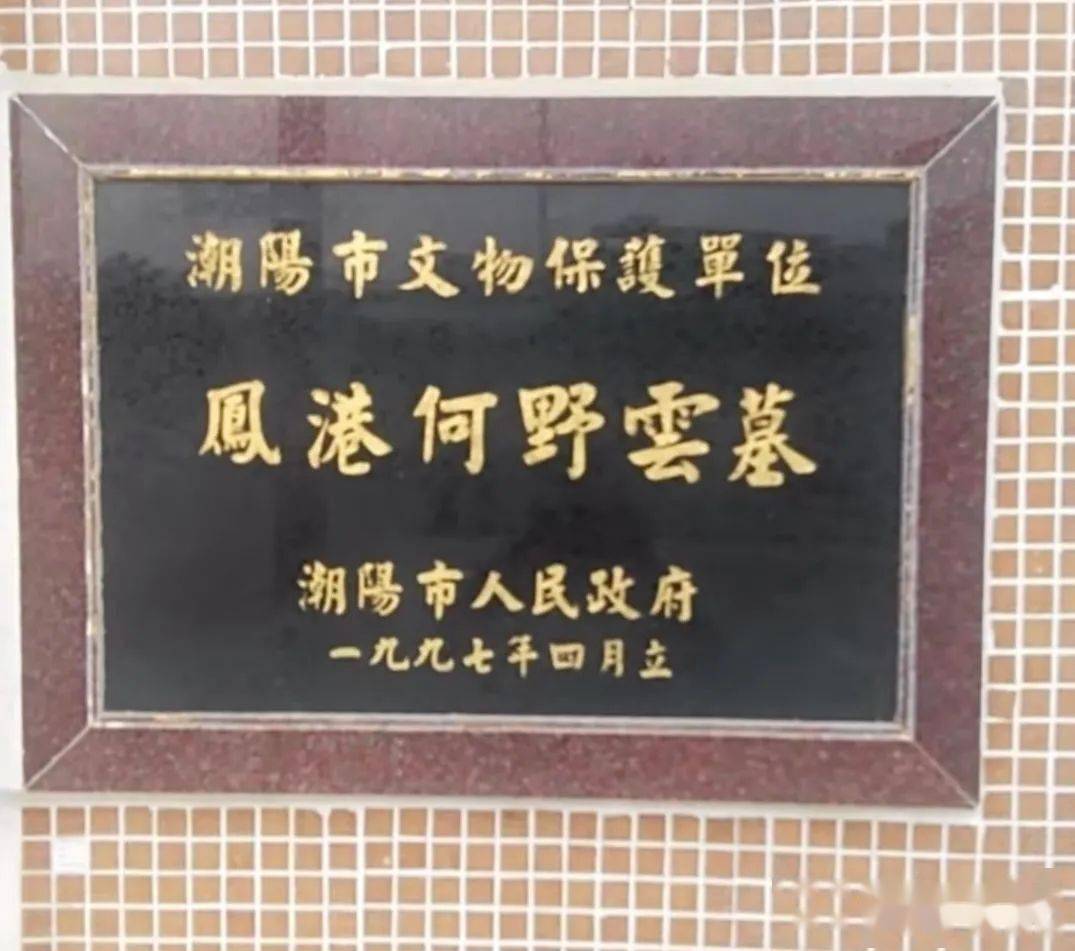 潮陽市文物保護單位
鳳港何野雲墓
潮陽市人民政府
一九九七年四月立